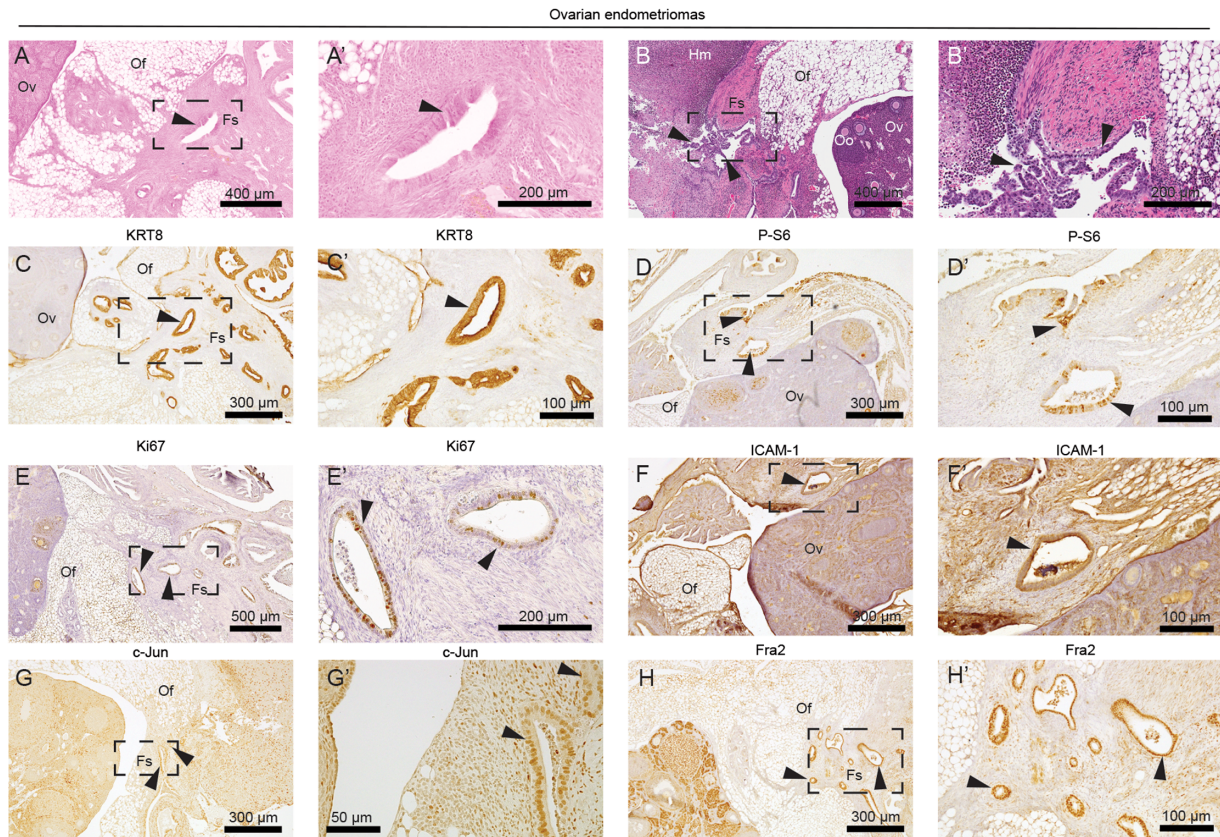 Ovarian endometriomas
A Ov Of Fs 400 µm
A' 200 µm
B Hm Of Fs Oo Ov 400 µm
B' 200 µm
KRT8 KRT8 P-S6 P-S6
C Of Ov Fs 300 µm
C' 100 µm
D Fs Of Ov 300 µm
D' 100 µm
Ki67 Ki67 ICAM-1 ICAM-1
E Of Fs 500 µm
E' 200 µm
F Ov Of 300 µm
F' 100 µm
c-Jun c-Jun Fra2 Fra2
G Of Fs 300 µm
G' 50 µm
H Of Fs 300 µm
H' 100 µm